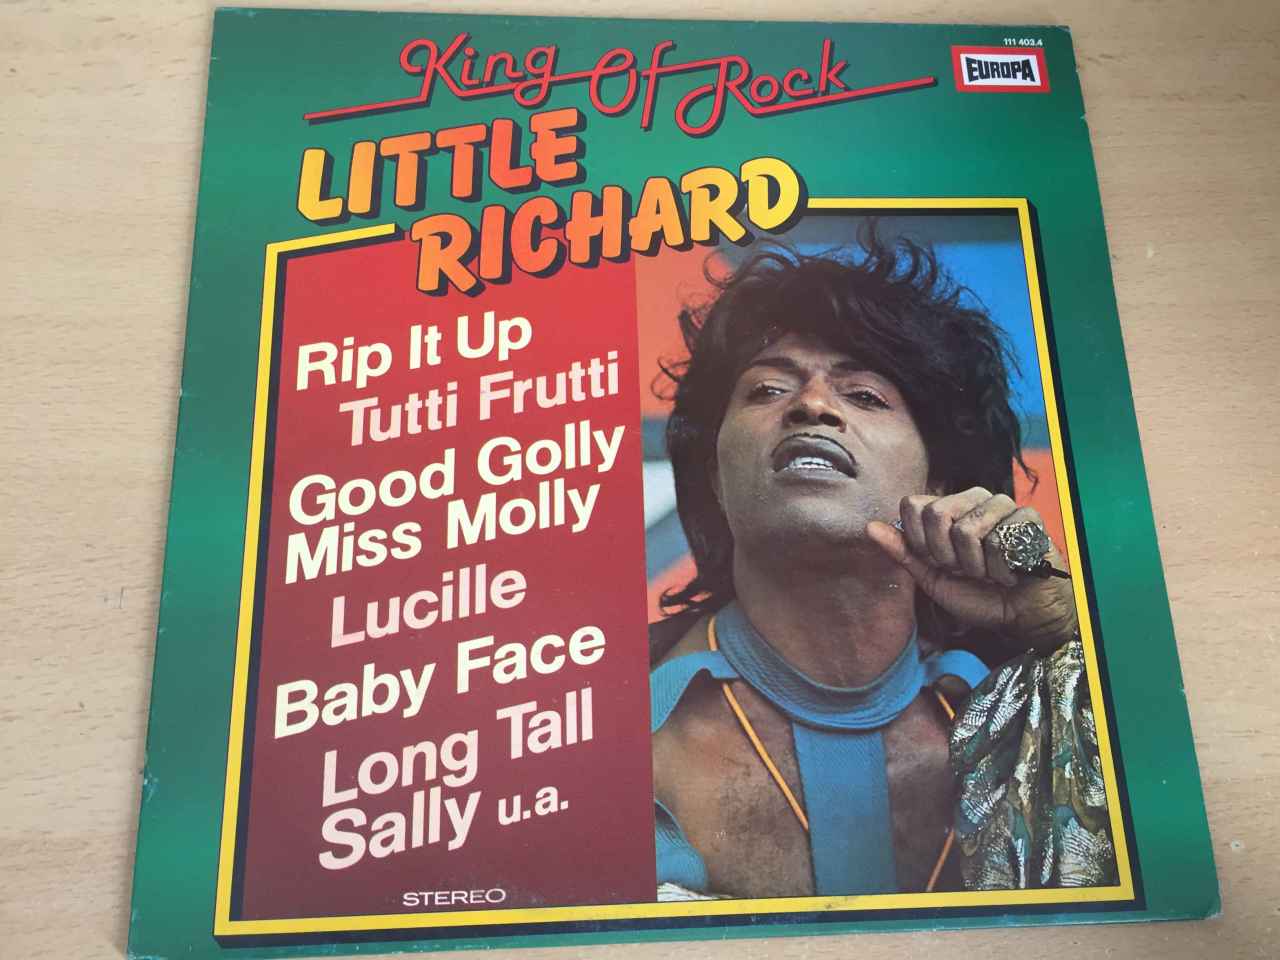 111 403.4
EUROPA
King Of Rock
LITTLE
RICHARD
Rip It Up
Tutti Frutti
Good Golly
Miss Molly
Lucille
Baby Face
Long Tall
Sally u.a.
STEREO